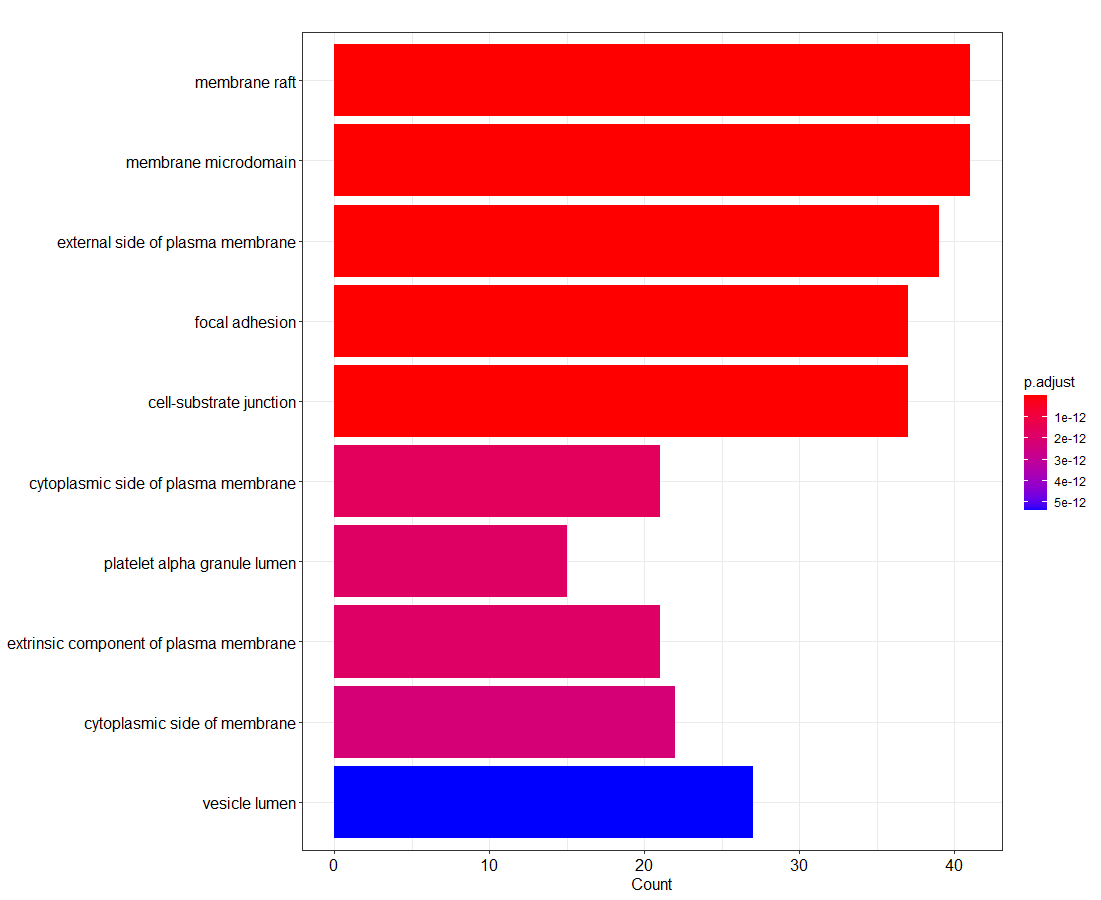 membrane raft
membrane microdomain
external side of plasma membrane
focal adhesion
cell-substrate junction
cytoplasmic side of plasma membrane
platelet alpha granule lumen
extrinsic component of plasma membrane
cytoplasmic side of membrane
vesicle lumen
0 10 20 30 40
Count
p.adjust
1e-12
2e-12
3e-12
4e-12
5e-12